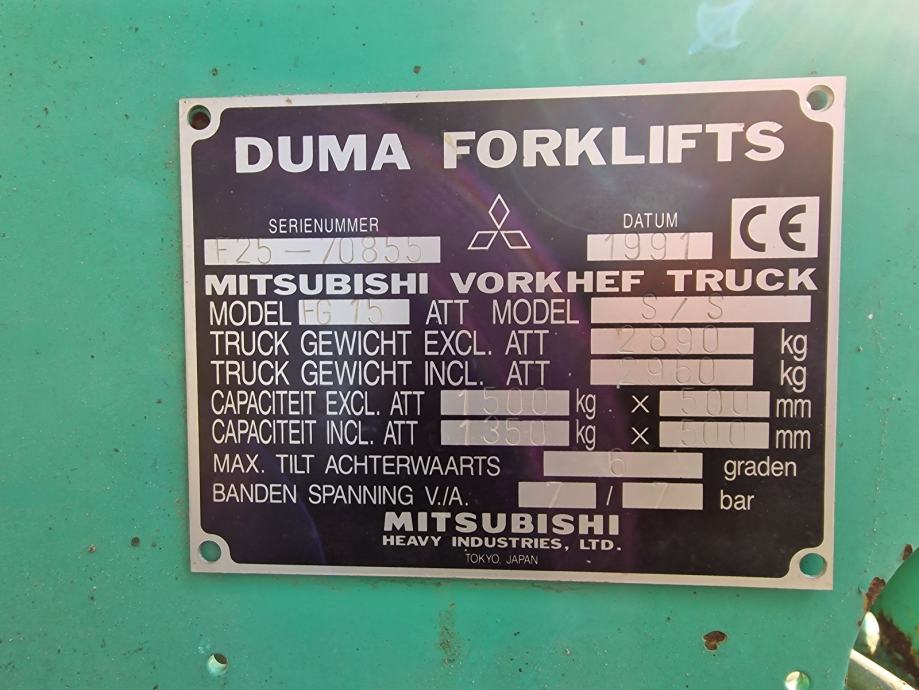 DUMA FORKLIFTS
SERIENUMMER DATUM CE
F25-70855 1991
MITSUBISHI VORKHEF TRUCK
MODEL FG 15 ATT MODEL S/S
TRUCK GEWICHT EXCL. ATT 2890 kg
TRUCK GEWICHT INCL. ATT 2960 kg
CAPACITEIT EXCL. ATT 1500 kg . × 500 mm
CAPACITEIT INCL. ATT 1350 kg × 500 mm
MAX. TILT ACHTERWAARTS 6 graden
BANDEN SPANNING V./A. 7 / 7 bar
MITSUBISHI
HEAVY INDUSTRIES, LTD.
TOKYO, JAPAN